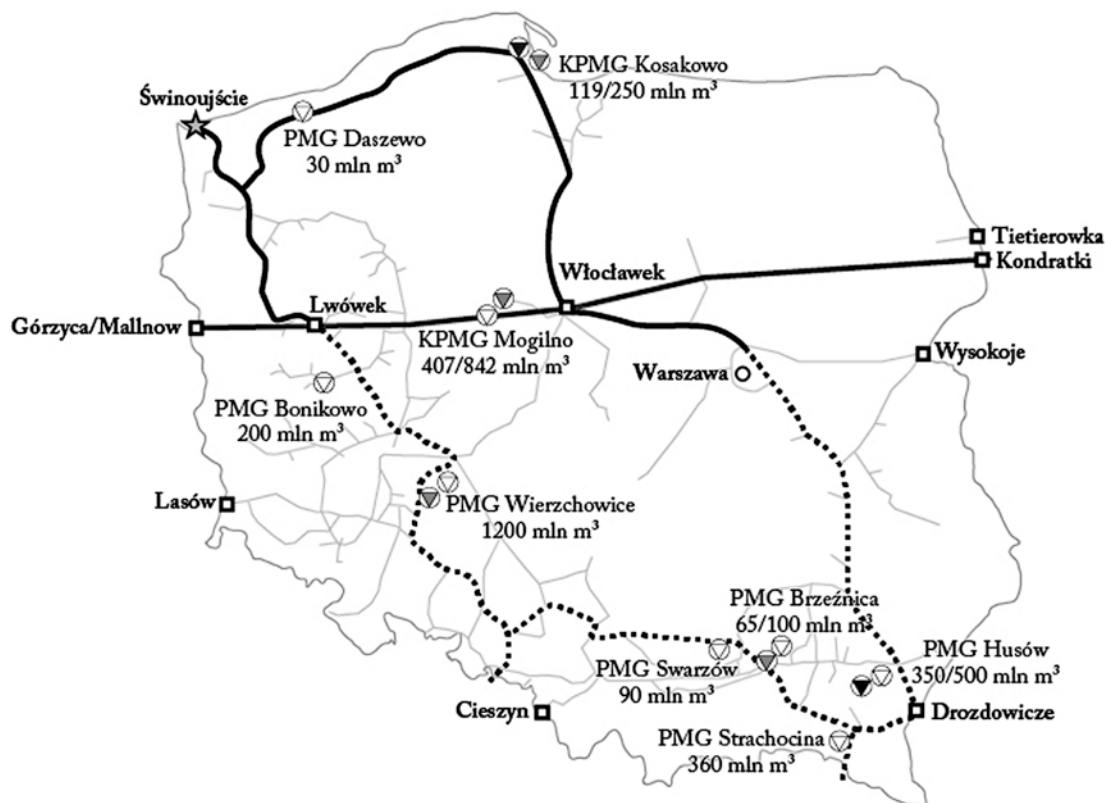 KPMG Kosakowo
119/250 mln m³
Świnoujście
PMG Daszewo
30 mln m³
Tietierowka
Kondratki
Włocławek
Lwówek
Górzyca/Mallnow
KPMG Mogilno
407/842 mln m³
Wysokoje
Warszawa
PMG Bonikowo
200 mln m³
Lasów
PMG Wierzchowice
1200 mln m³
PMG Brzeźnica
65/100 mln m³
PMG Husów
350/500 mln m³
PMG Swarzów
90 mln m³
Cieszyn
Drozdowicze
PMG Strachocina
360 mln m³